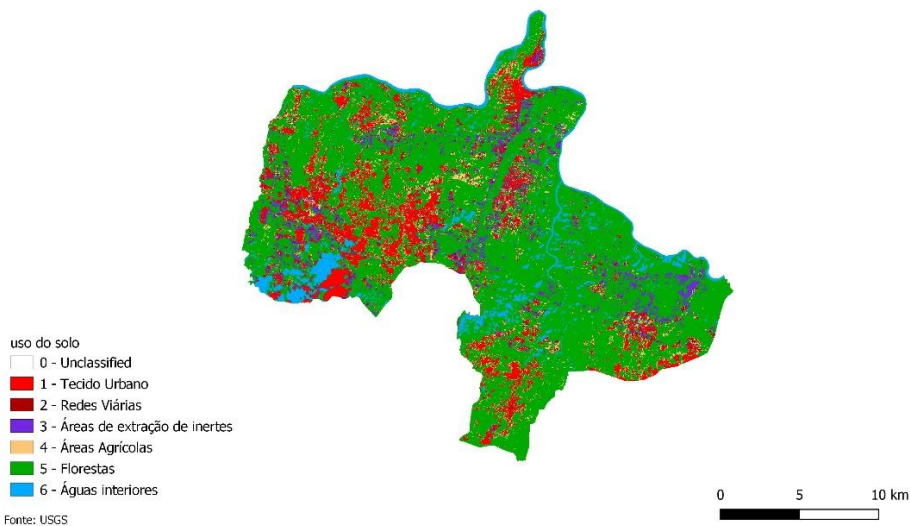 uso do solo
0 - Unclassified
1 - Tecido Urbano
2 - Redes Viárias
3 - Áreas de extração de inertes
4 - Áreas Agrícolas
5 - Florestas
6 - Águas interiores
Fonte: USGS
0 5 10 km